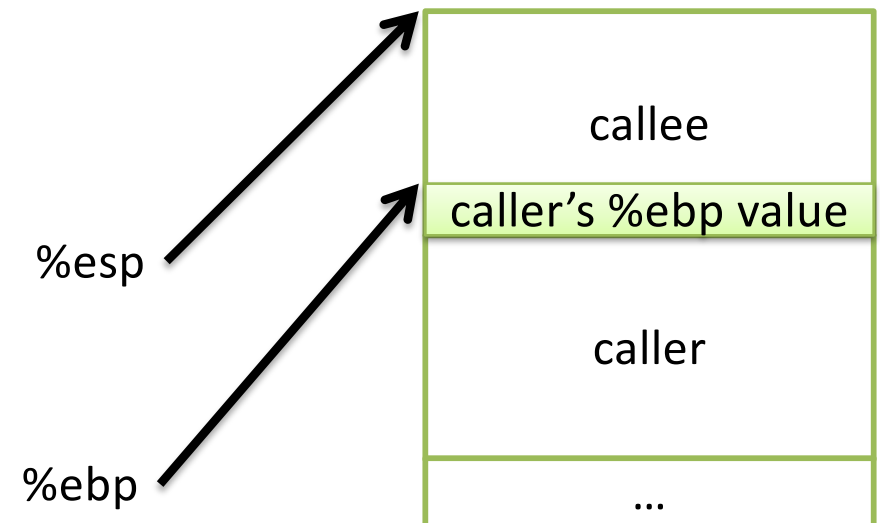 callee
caller’s %ebp value
%esp
caller
%ebp
...